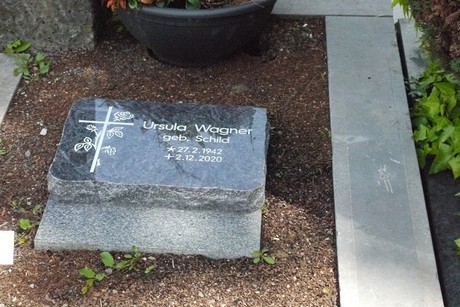 Ursula Wagner
geb. Schild
* 27.2.1942
+ 2.12.2020